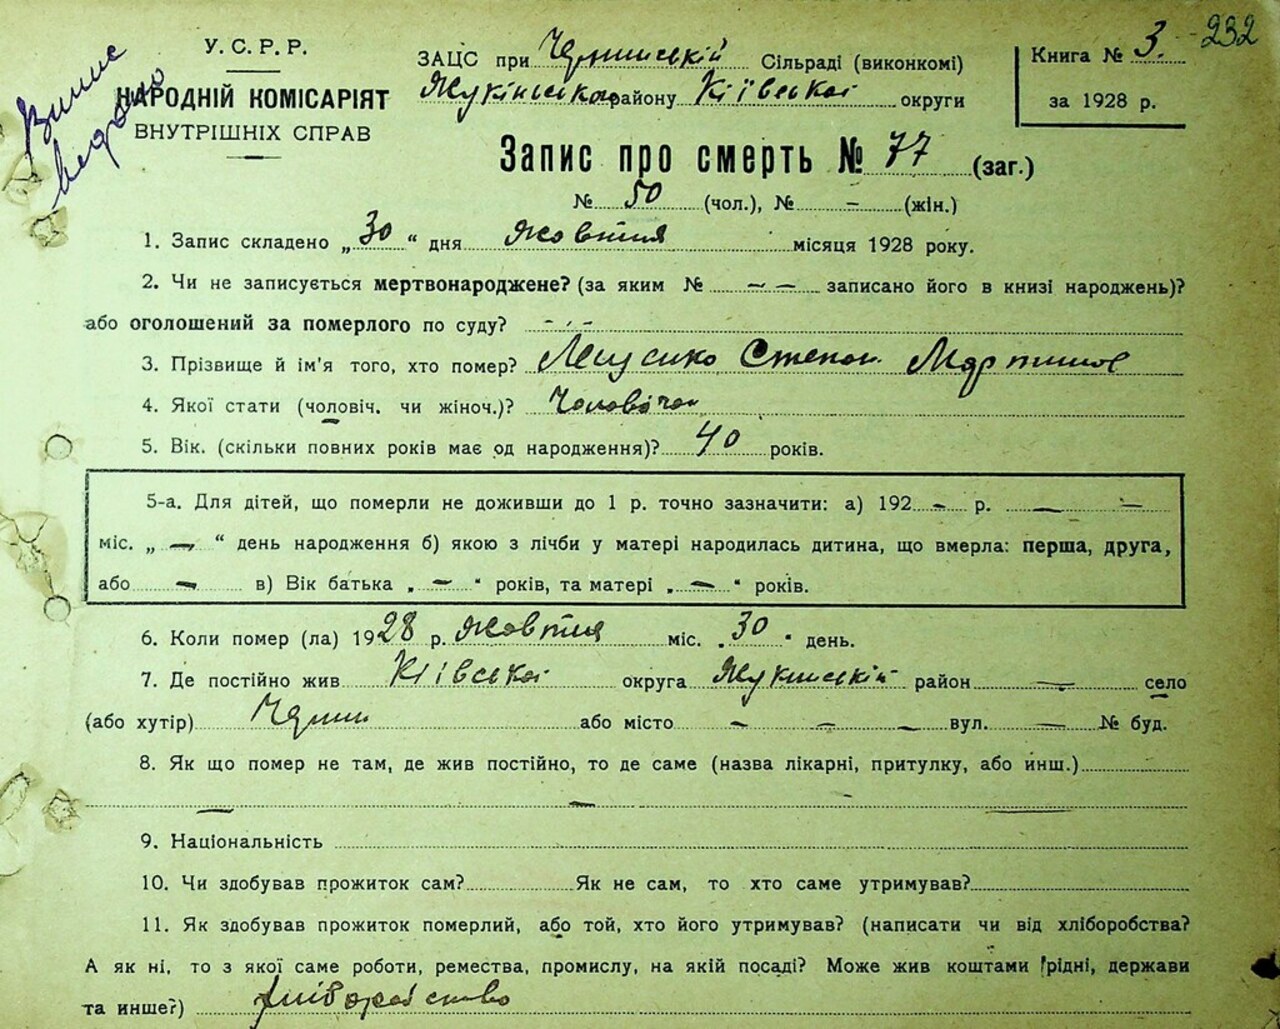 232
Випис видано
У. С. Р. Р.
НАРОДНІЙ КОМІСАРІЯТ
ВНУТРІШНІХ СПРАВ
ЗАЦС при Сільраді (виконкомі)
району Київської округи
Книга № 3.
за 1928 р.
Запис про смерть № 77 (заг.)
№ 50 (чол.), № – (жін.)
1. Запис складено „ 30 “ дня жовтня місяця 1928 року.
2. Чи не записується мертвонароджене? (за яким № – – записано його в книзі народжень)?
або оголошений за померлого по суду? - - -
3. Прізвище й ім'я того, хто помер? Степан
4. Якої стати (чоловіч. чи жіноч.)?
5. Вік. (скільки повних років має од народження)? 40 років.
5-а. Для дітей, що померли не доживши до 1 р. точно зазначити: а) 192 – р. – –
міс. „ – “ день народження б) якою з лічби у матері народилась дитина, що вмерла: перша, друга,
або – в) Вік батька „ – “ років, та матері „ – “ років.
6. Коли помер (ла) 1928 р. жовтня міс. „ 30 “ день.
7. Де постійно жив Київської округа район – село
(або хутір) або місто – – – вул. – № буд.
8. Як що помер не там, де жив постійно, то де саме (назва лікарні, притулку, або инш.)
– – –
9. Національність
10. Чи здобував прожиток сам? Як не сам, то хто саме утримував?
11. Як здобував прожиток померлий, або той, хто його утримував? (написати чи від хліборобства?
А як ні, то з якої саме роботи, ремества, промислу, на якій посаді? Може жив коштами рідні, держави
та инше?)